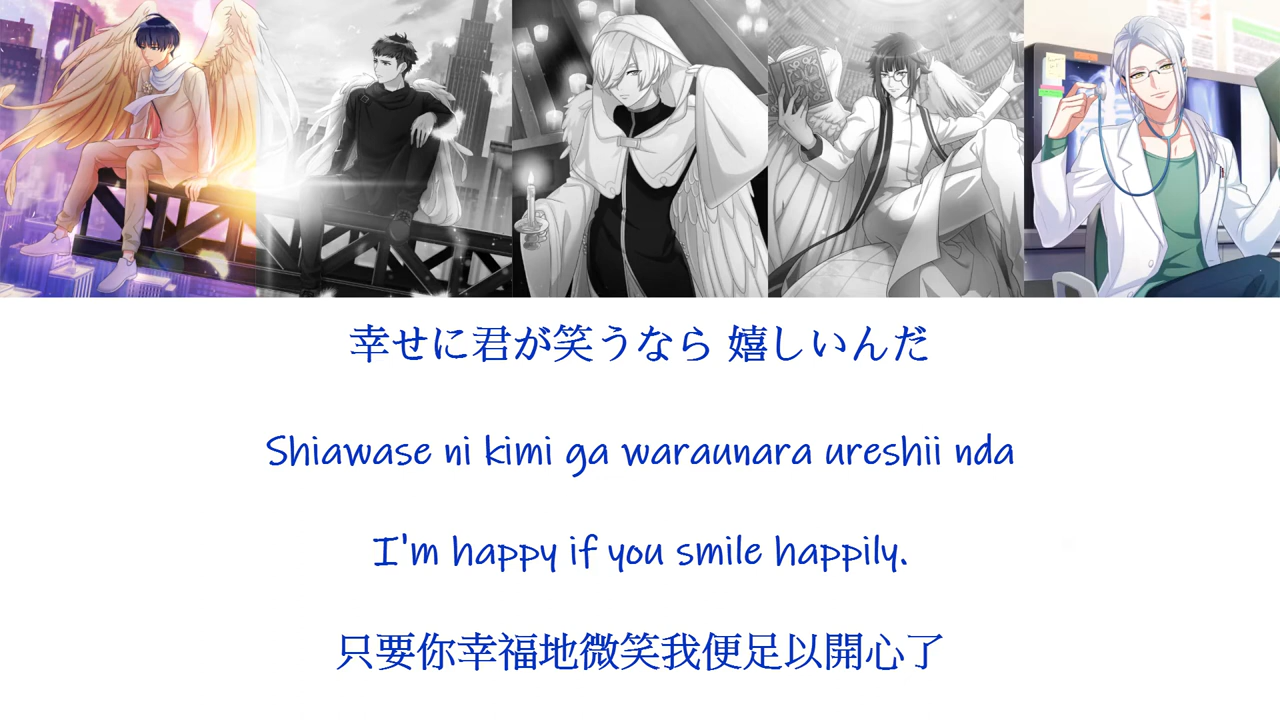 幸せに君が笑うなら 嬉しいんだ
Shiawase ni kimi ga waraunara ureshii nda
I'm happy if you smile happily.
只要你幸福地微笑我便足以開心了